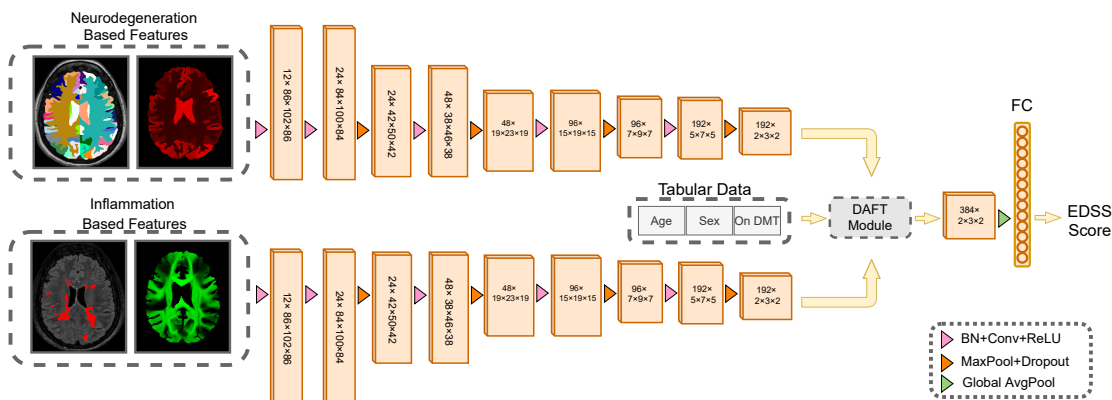 Neurodegeneration
Based Features
12× 86×102×86
24× 84×100×84
24× 42×50×42
48× 38×46×38
48×
19×23×19
96×
15×19×15
96×
7×9×7
192×
5×7×5
192×
2×3×2
Inflammation
Based Features
12× 86×102×86
24× 84×100×84
24× 42×50×42
48× 38×46×38
48×
19×23×19
96×
15×19×15
96×
7×9×7
192×
5×7×5
192×
2×3×2
Tabular Data
Age
Sex
On DMT
DAFT
Module
384×
2×3×2
FC
EDSS
Score
BN+Conv+ReLU
MaxPool+Dropout
Global AvgPool